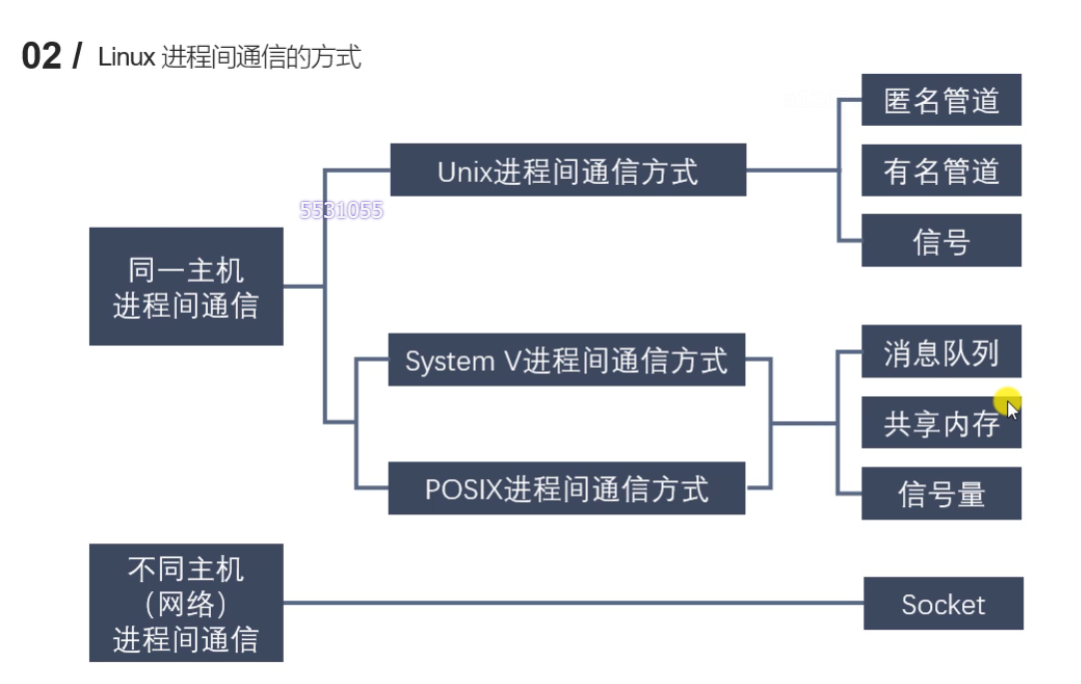 02 / Linux 进程间通信的方式
匿名管道
Unix进程间通信方式
有名管道
5531055
信号
同一主机
进程间通信
System V进程间通信方式
消息队列
共享内存
POSIX进程间通信方式
信号量
不同主机
（网络）
进程间通信
Socket